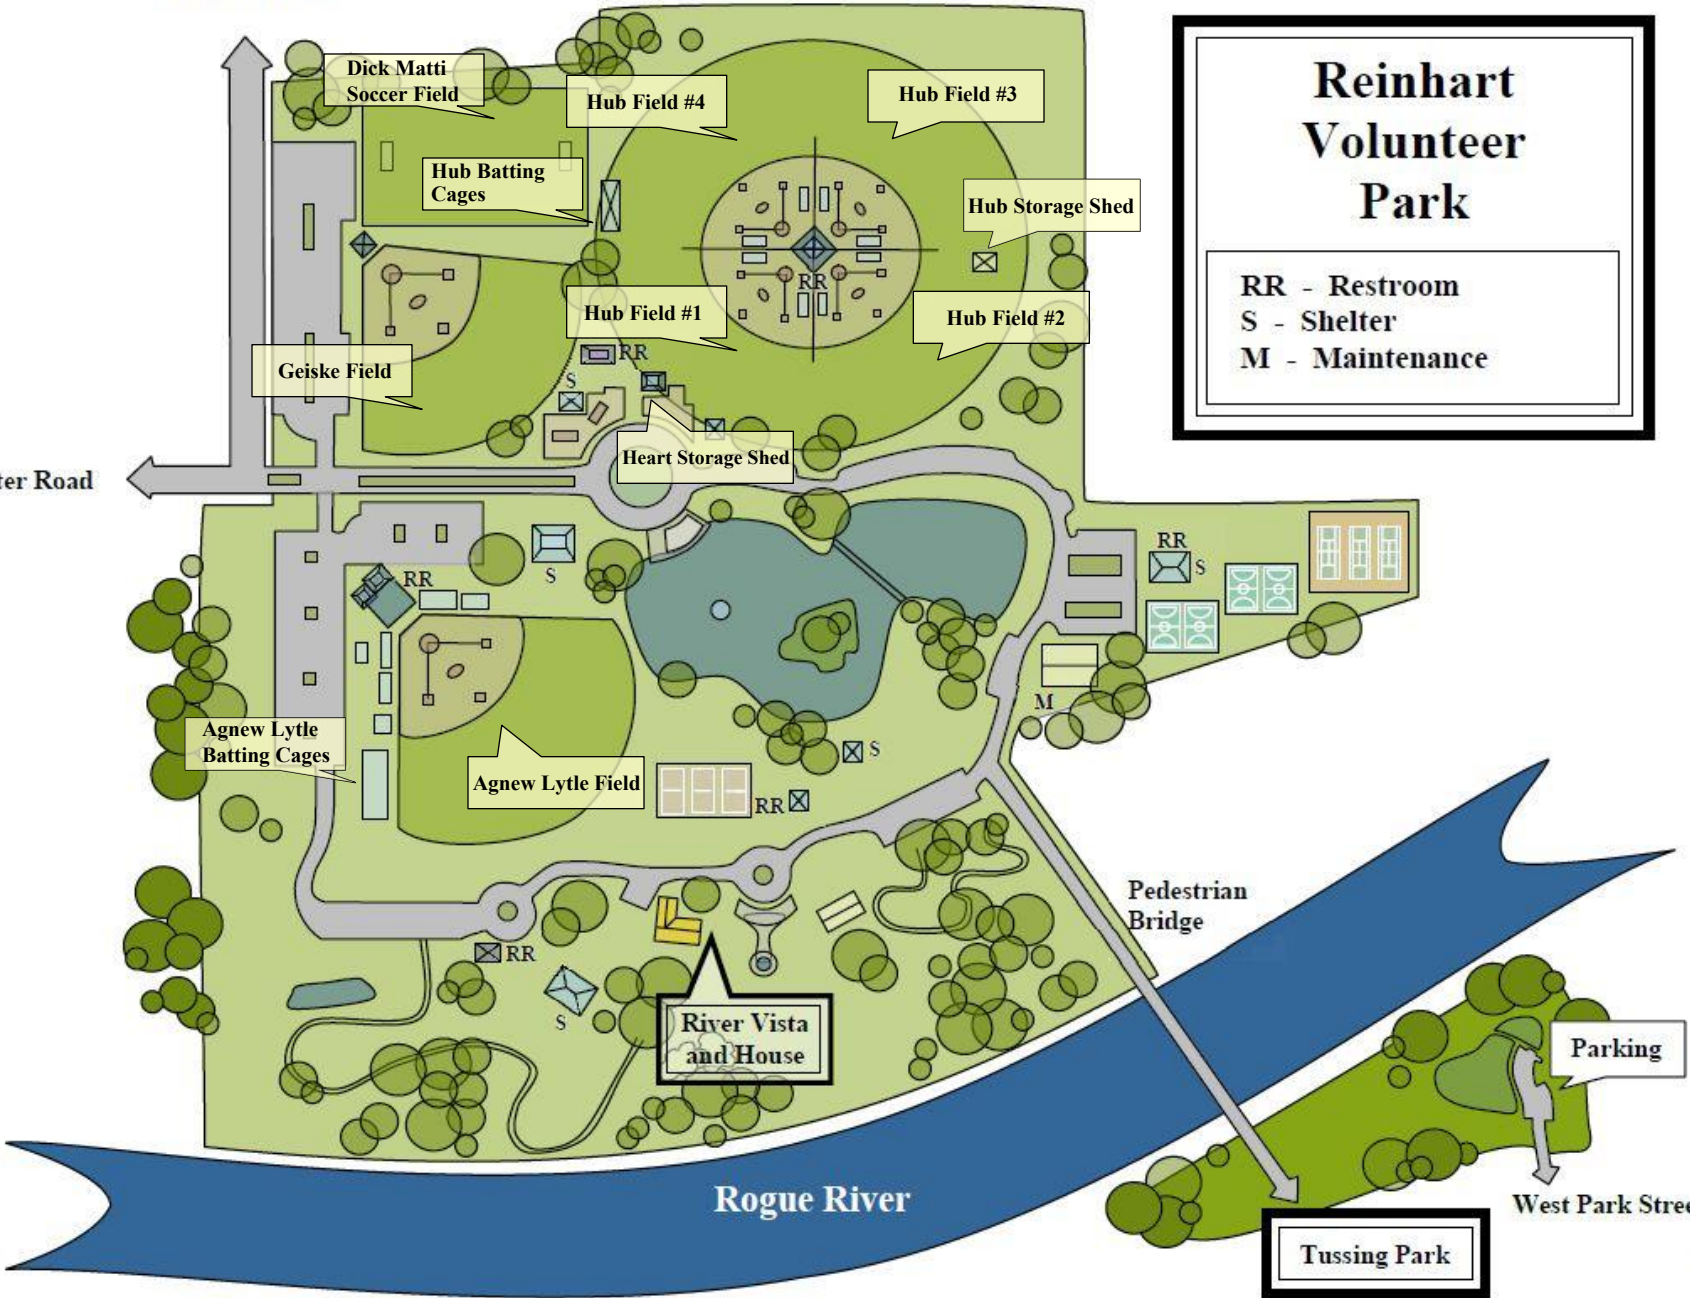 Reinhart
Volunteer
Park
RR - Restroom
S - Shelter
M - Maintenance
Dick Matti
Soccer Field
Hub Field #4
Hub Field #3
Hub Batting
Cages
Hub Storage Shed
RR
Hub Field #1
Hub Field #2
RR
Geiske Field
S
Heart Storage Shed
ter Road
RR
S
S
RR
M
Agnew Lytle
Batting Cages
Agnew Lytle Field
S
RR
Pedestrian
Bridge
RR
S
River Vista
and House
Parking
Rogue River
West Park Stree
Tussing Park